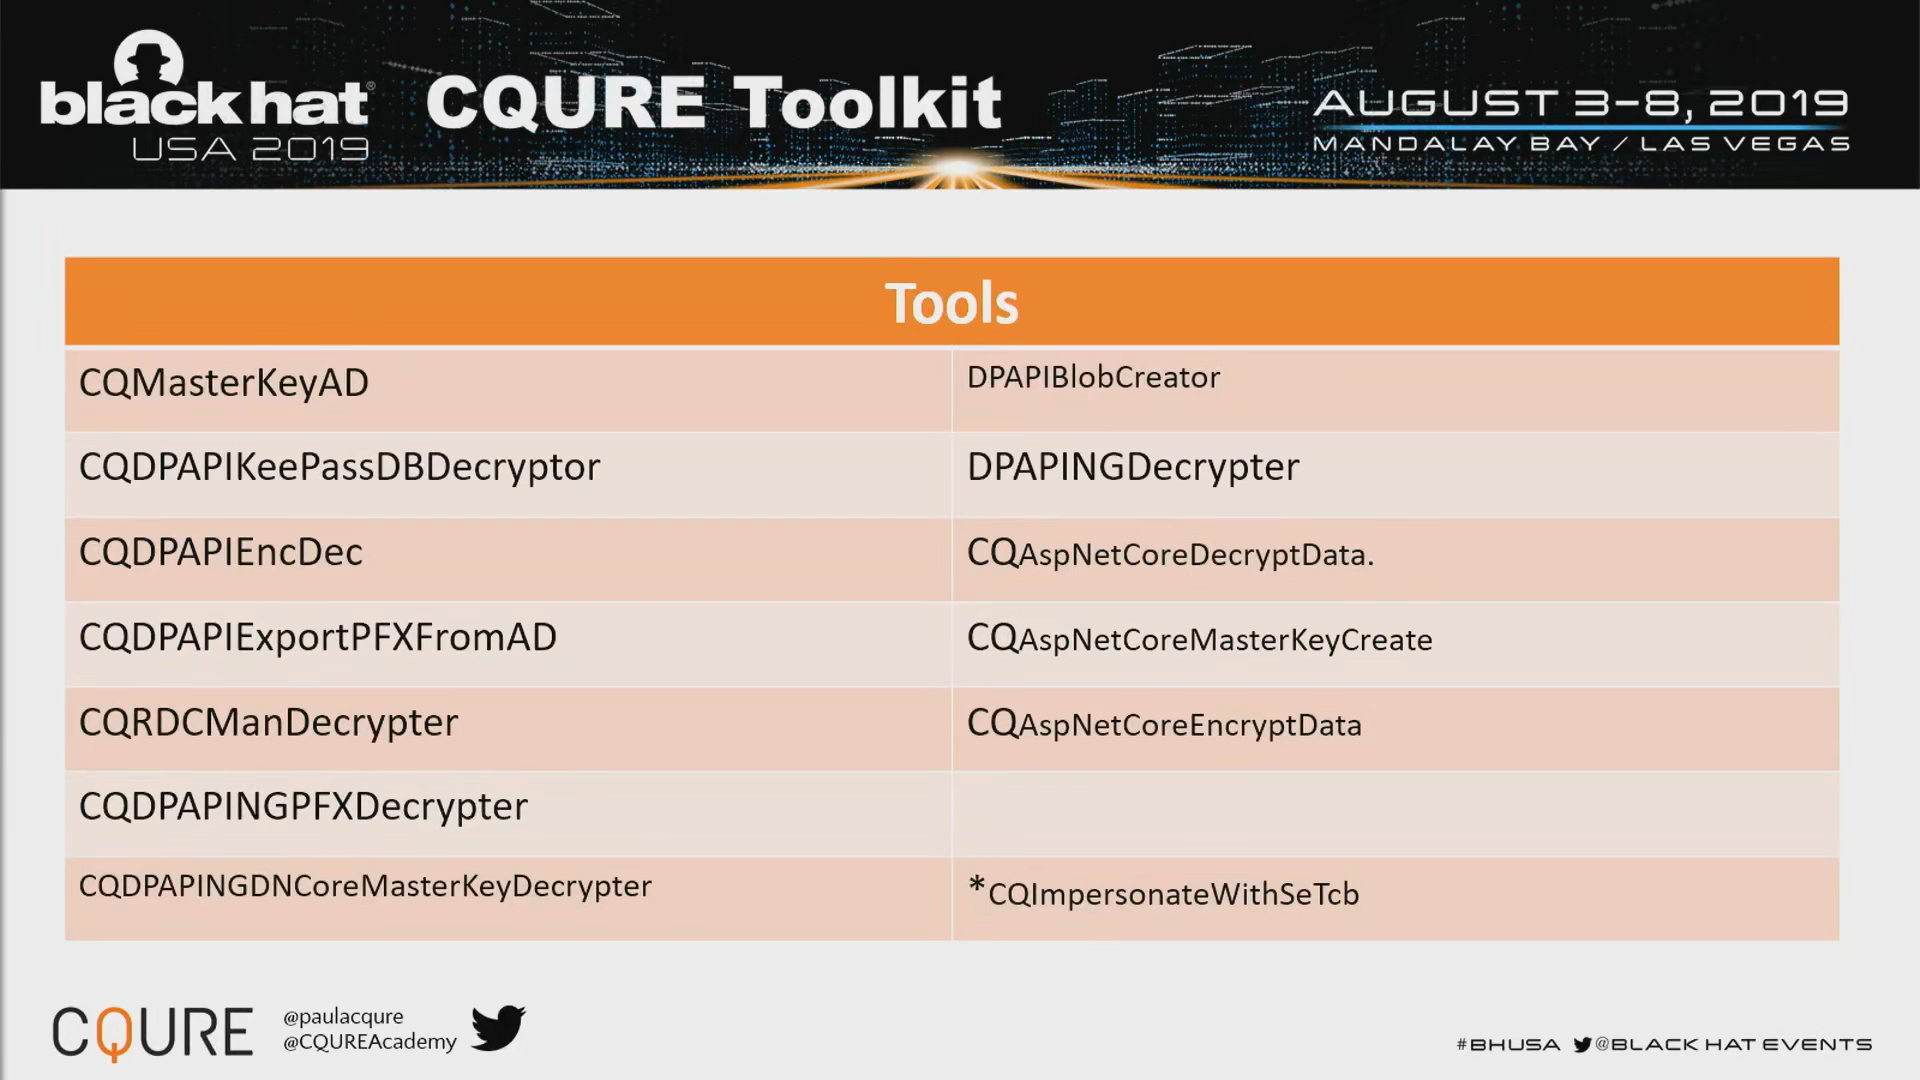 black hat®
USA 2019
CQURE Toolkit
AUGUST 3-8, 2019
MANDALAY BAY / LAS VEGAS
Tools
CQMasterKeyAD
DPAPIBlobCreator
CQDPAPIKeePassDBDecryptor
DPAPINGDecrypter
CQDPAPIEncDec
CQAspNetCoreDecryptData.
CQDPAPIExportPFXFromAD
CQAspNetCoreMasterKeyCreate
CQRDCManDecrypter
CQAspNetCoreEncryptData
CQDPAPINGPFXDecrypter
CQDPAPINGDNCoreMasterKeyDecrypter
*CQImpersonateWithSeTcb
CQURE
@paulacqure
@CQUREAcademy
#BHUSA @BLACK HAT EVENTS